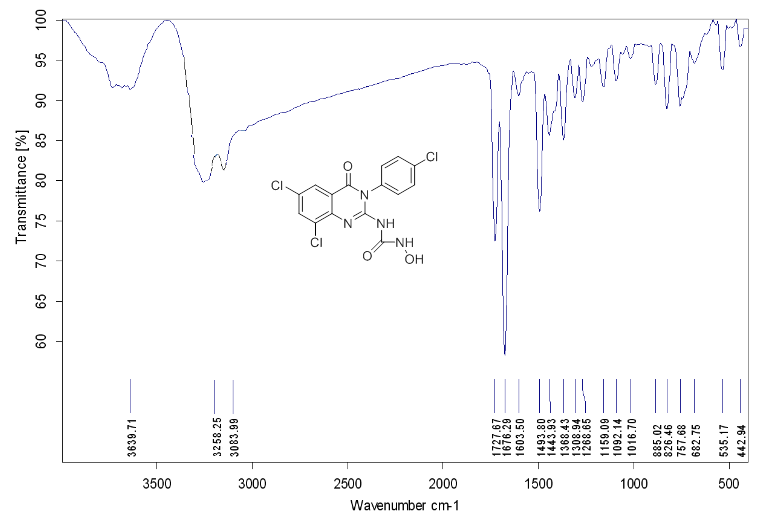 100
95
90
85
80
75
70
65
60
Transmittance [%]
O
Cl
Cl
N
N
NH
Cl
NH
O
OH
3639.71
3258.25
3083.99
1727.67
1676.29
1603.50
1493.80
1443.93
1368.43
1308.94
1268.65
1159.09
1092.14
1016.70
885.02
826.46
757.68
682.75
535.17
442.94
3500 3000 2500 2000 1500 1000 500
Wavenumber cm-1